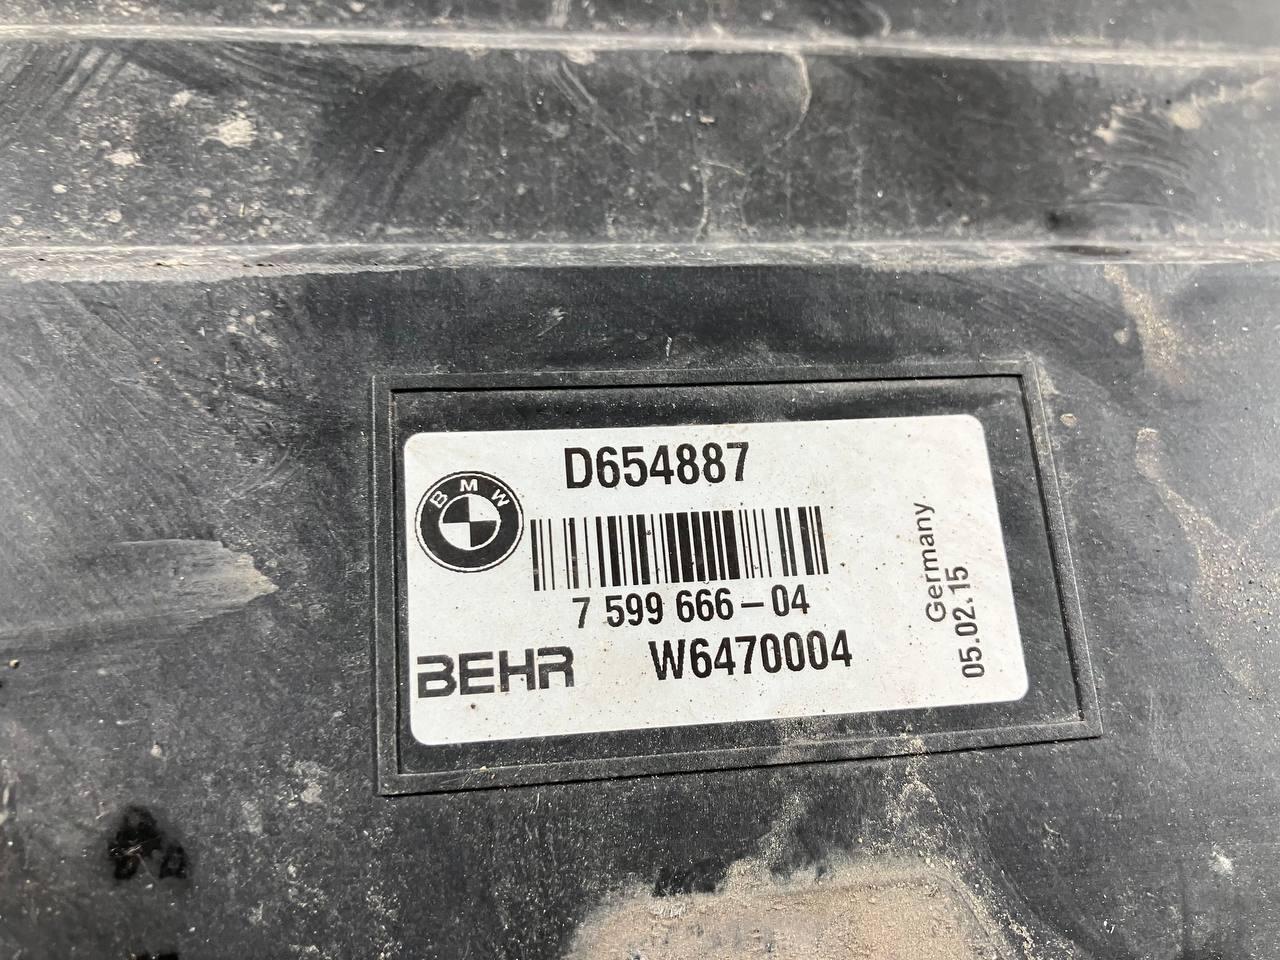 D654887
BMW
7 599 666-04
BEHR
W6470004
Germany
05.02.15